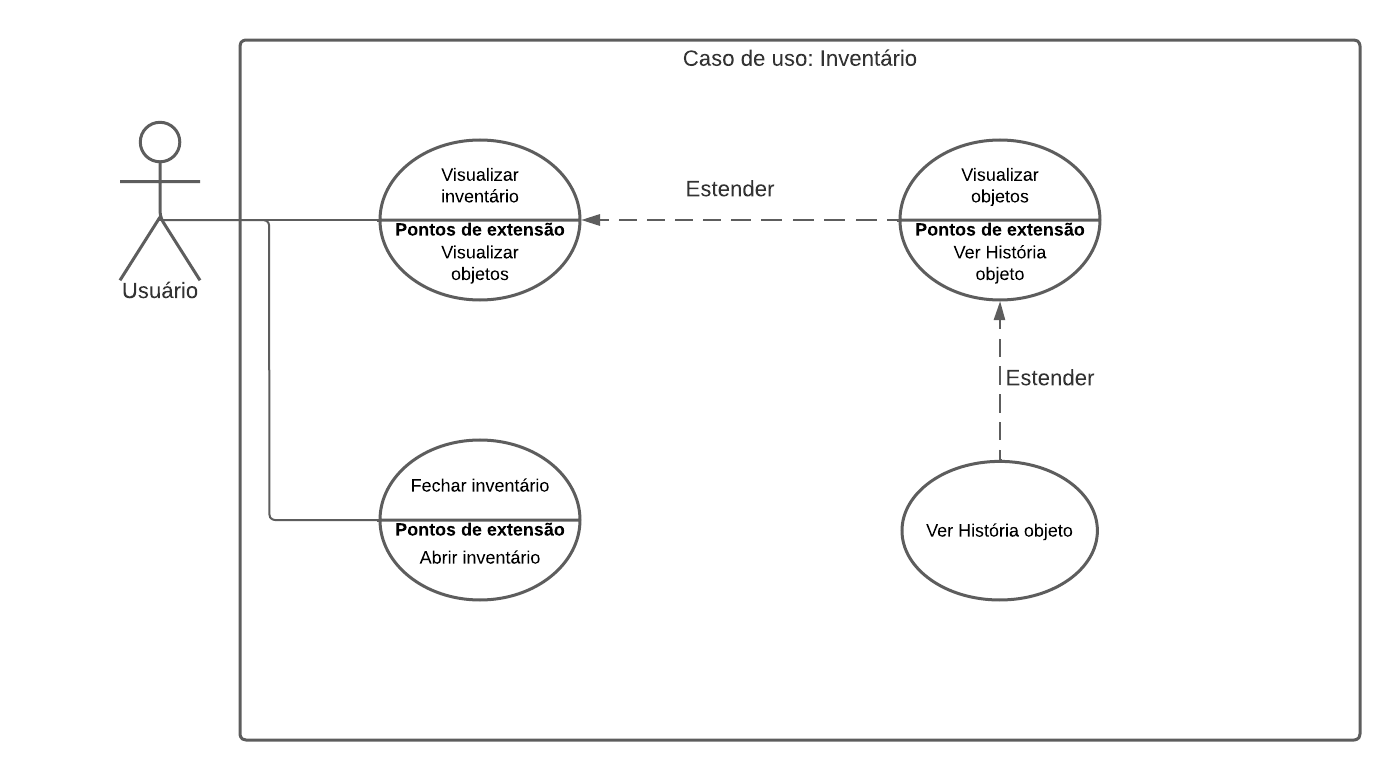 Caso de uso: Inventário
Usuário
Visualizar
inventário
Pontos de extensão
Visualizar
objetos
Estender
Visualizar
objetos
Pontos de extensão
Ver História
objeto
Estender
Fechar inventário
Pontos de extensão
Abrir inventário
Ver História objeto